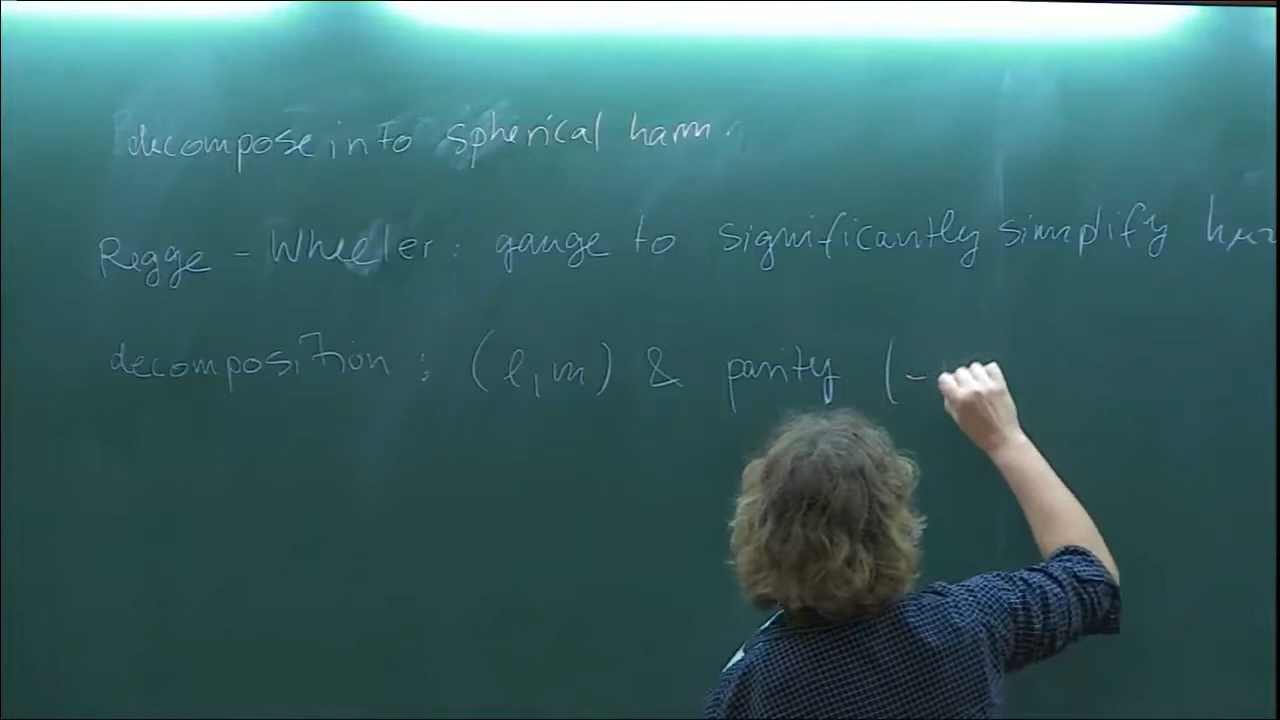 decompose into spherical harm.
Regge - Wheeler: gauge to significantly simplify
decomposition : (l, m) & parity (-